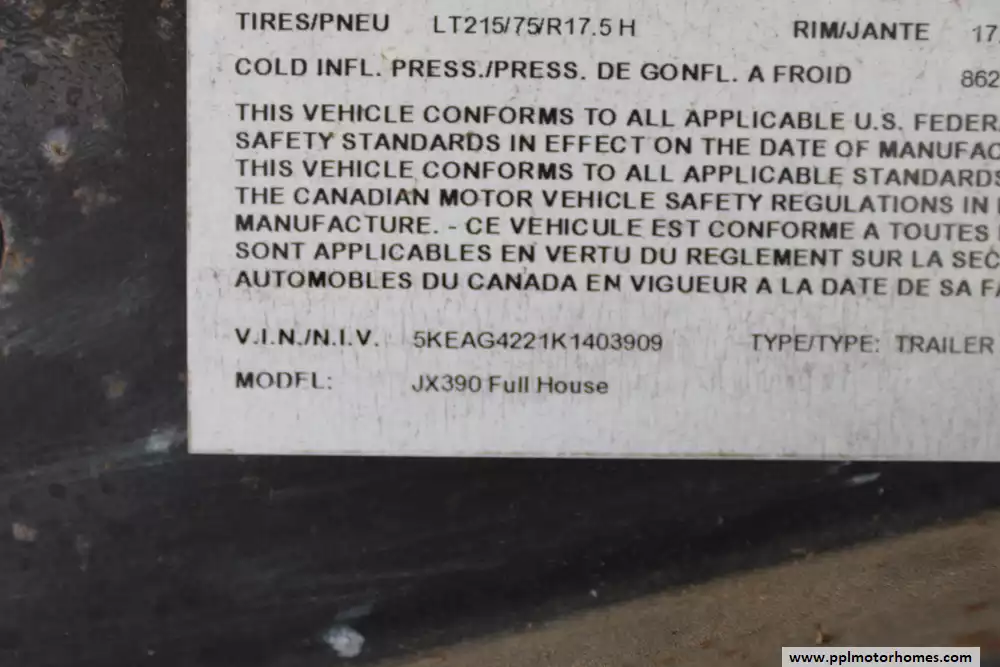 TIRES/PNEU LT215/75/R17.5 H RIM/JANTE 17.
COLD INFL. PRESS./PRESS. DE GONFL. A FROID 862
THIS VEHICLE CONFORMS TO ALL APPLICABLE U.S. FEDER
SAFETY STANDARDS IN EFFECT ON THE DATE OF MANUFAC
THIS VEHICLE CONFORMS TO ALL APPLICABLE STANDARDS
THE CANADIAN MOTOR VEHICLE SAFETY REGULATIONS IN
MANUFACTURE. - CE VEHICULE EST CONFORME A TOUTES
SONT APPLICABLES EN VERTU DU REGLEMENT SUR LA SEC
AUTOMOBILES DU CANADA EN VIGUEUR A LA DATE DE SA FA
V.I.N./N.I.V. 5KEAG4221K1403909 TYPE/TYPE: TRAILER
MODEL: JX390 Full House
www.pplmotorhomes.com